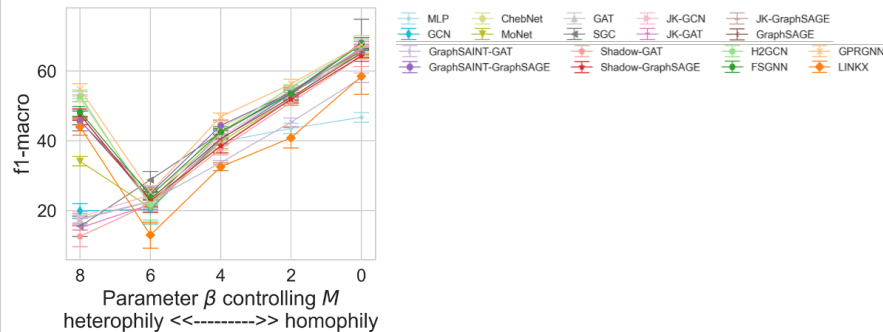 MLP ChebNet GAT JK-GCN JK-GraphSAGE
GCN MoNet SGC JK-GAT GraphSAGE
GraphSAINT-GAT Shadow-GAT H2GCN GPRGNN
GraphSAINT-GraphSAGE Shadow-GraphSAGE FSGNN LINKX
f1-macro
60
40
20
8 6 4 2 0
Parameter β controlling M
heterophily <<--------->> homophily